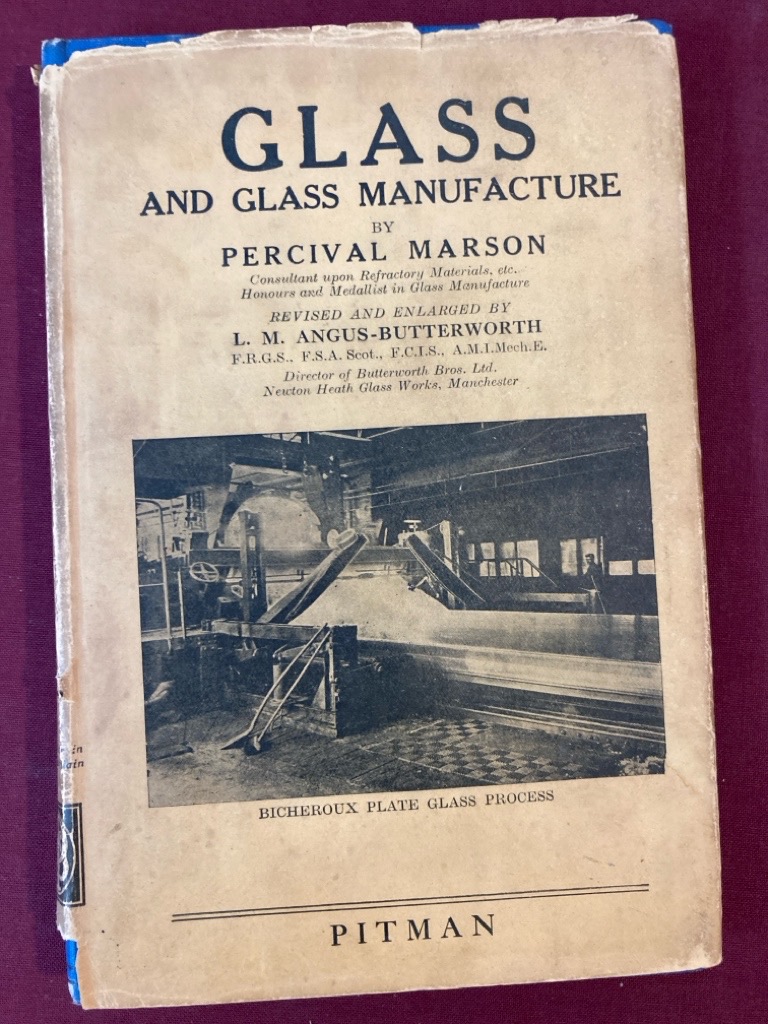 GLASS
AND GLASS MANUFACTURE
BY
PERCIVAL MARSON
Consultant upon Refractory Materials, etc.
Honours and Medallist in Glass Manufacture
REVISED AND ENLARGED BY
L. M. ANGUS-BUTTERWORTH
F.R.G.S., F.S.A. Scot., F.C.I.S., A.M.I.Mech.E.
Director of Butterworth Bros. Ltd.
Newton Heath Glass Works, Manchester
BICHEROUX PLATE GLASS PROCESS
PITMAN
in